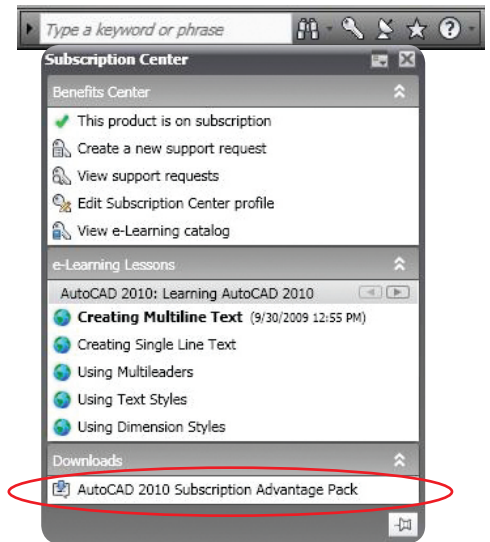 Type a keyword or phrase
Subscription Center
Benefits Center
This product is on subscription
Create a new support request
View support requests
Edit Subscription Center profile
View e-Learning catalog
e-Learning Lessons
AutoCAD 2010: Learning AutoCAD 2010
Creating Multiline Text (9/30/2009 12:55 PM)
Creating Single Line Text
Using Multileaders
Using Text Styles
Using Dimension Styles
Downloads
AutoCAD 2010 Subscription Advantage Pack